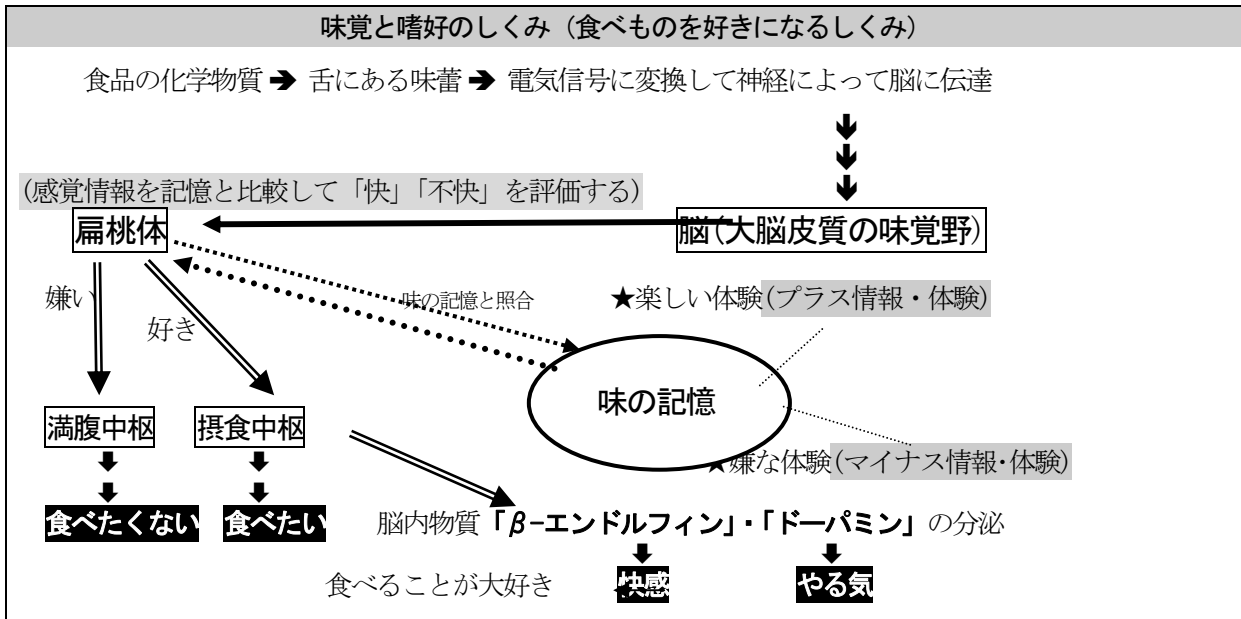 味覚と嗜好のしくみ（食べものを好きになるしくみ）
食品の化学物質➔ 舌にある味蕾➔ 電気信号に変換して神経によって脳に伝達
(感覚情報を記憶と比較して「快」「不快」を評価する)
扁桃体
脳(大脳皮質の味覚野)
嫌い
好き
味の記憶と照合
★楽しい体験(プラス情報・体験)
味の記憶
満腹中枢
摂食中枢
★嫌な体験(マイナス情報・体験)
食べたくない
食べたい
脳内物質「β-エンドルフィン」・「ドーパミン」の分泌
食べることが大好き
快感
やる気